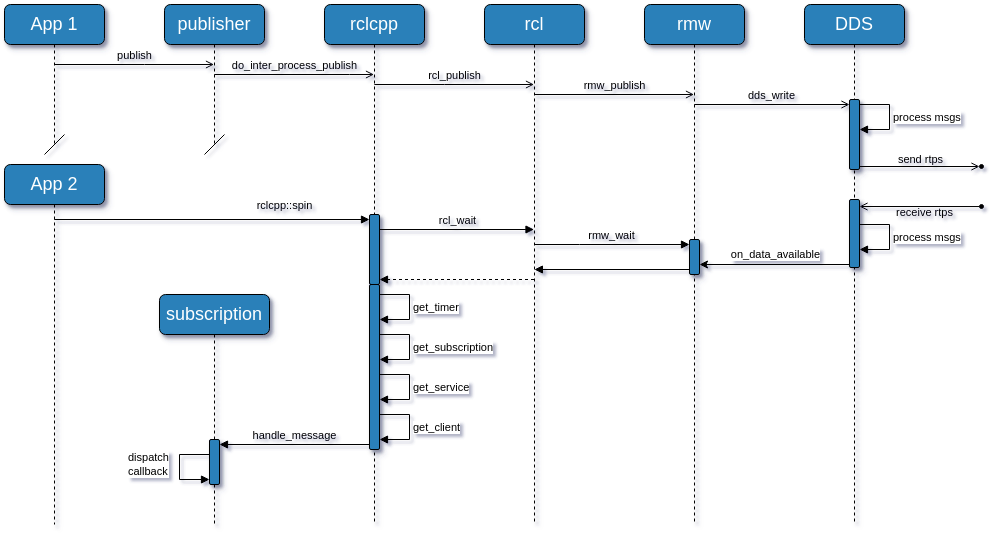 App 1
publisher
rclcpp
rcl
rmw
DDS
publish
do_inter_process_publish
rcl_publish
rmw_publish
dds_write
process msgs
send rtps
App 2
rclcpp::spin
rcl_wait
rmw_wait
receive rtps
process msgs
on_data_available
subscription
get_timer
get_subscription
get_service
get_client
handle_message
dispatch
callback